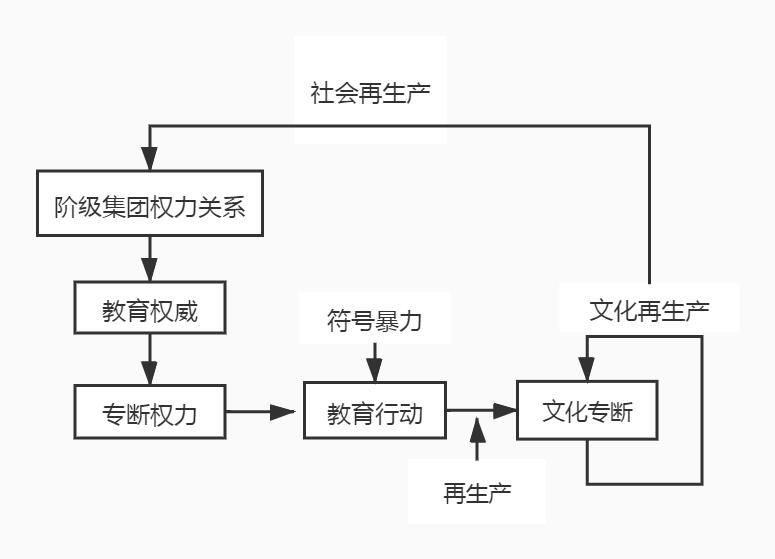 社会再生产
阶级集团权力关系
教育权威
符号暴力
文化再生产
专断权力
教育行动
文化专断
再生产